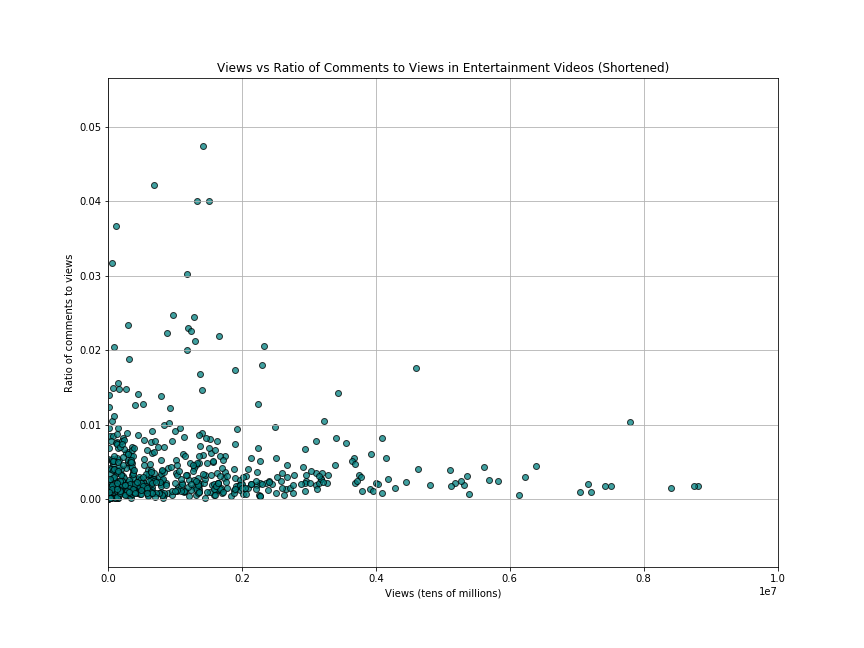 Views vs Ratio of Comments to Views in Entertainment Videos (Shortened)
0.05
0.04
0.03
0.02
0.01
0.00
Ratio of comments to views
0.0 0.2 0.4 0.6 0.8 1.0
1e7
Views (tens of millions)